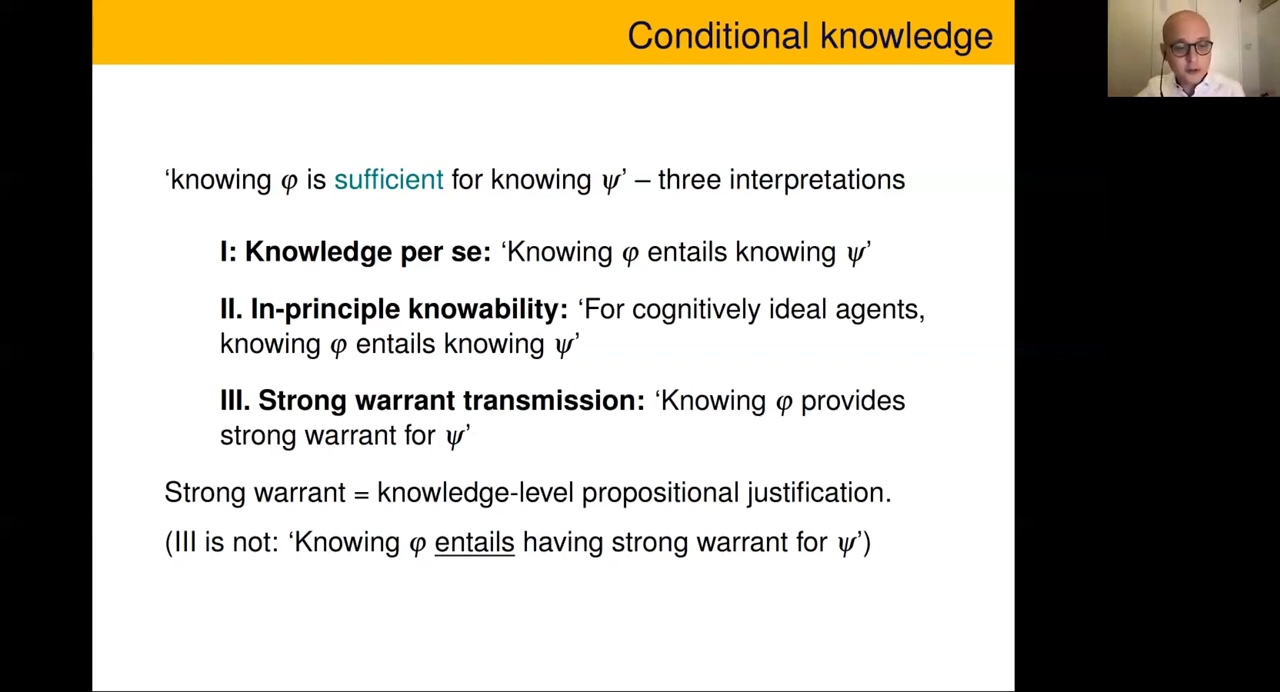 Conditional knowledge
‘knowing φ is sufficient for knowing ψ’ – three interpretations
I: Knowledge per se: ‘Knowing φ entails knowing ψ’
II. In-principle knowability: ‘For cognitively ideal agents,
knowing φ entails knowing ψ’
III. Strong warrant transmission: ‘Knowing φ provides
strong warrant for ψ’
Strong warrant = knowledge-level propositional justification.
(III is not: ‘Knowing φ entails having strong warrant for ψ’)